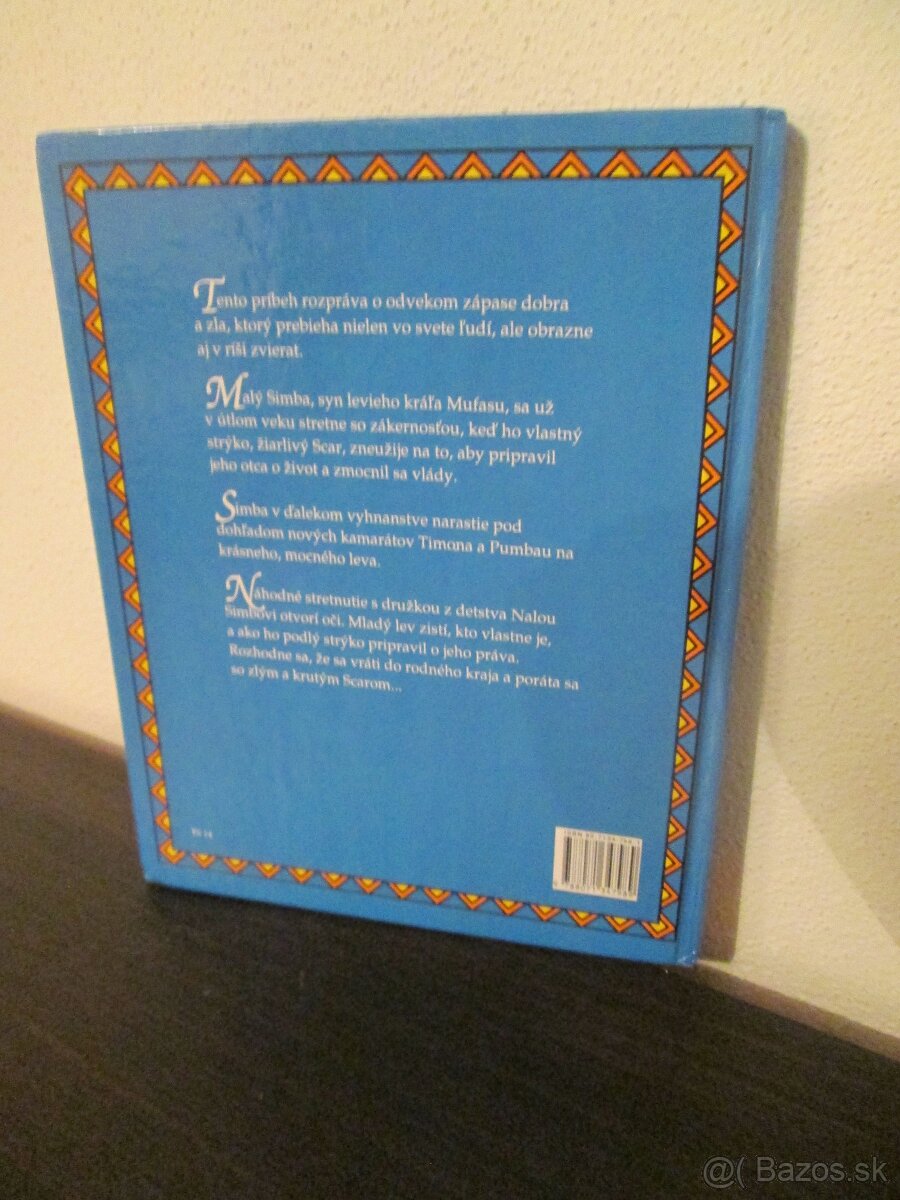 Tento príbeh rozpráva o odvekom zápase dobra
a zla, ktorý prebieha nielen vo svete ľudí, ale obrazne
aj v ríši zvierat.
Malý Simba, syn levieho kráľa Mufasu, sa už
v útlom veku stretne so zákernosťou, keď ho vlastný
strýko, žiarlivý Scar, zneužije na to, aby pripravil
jeho otca o život a zmocnil sa vlády.
Simba v ďalekom vyhnanstve narastie pod
dohľadom nových kamarátov Timona a Pumbau na
krásneho, mocného leva.
Náhodné stretnutie s družkou z detstva Nalou
Simbovi otvorí oči. Mladý lev zistí, kto vlastne je,
a ako ho podlý strýko pripravil o jeho práva.
Rozhodne sa, že sa vráti do rodného kraja a poráta sa
so zlým a krutým Scarom...
ISBN
@( Bazos.sk